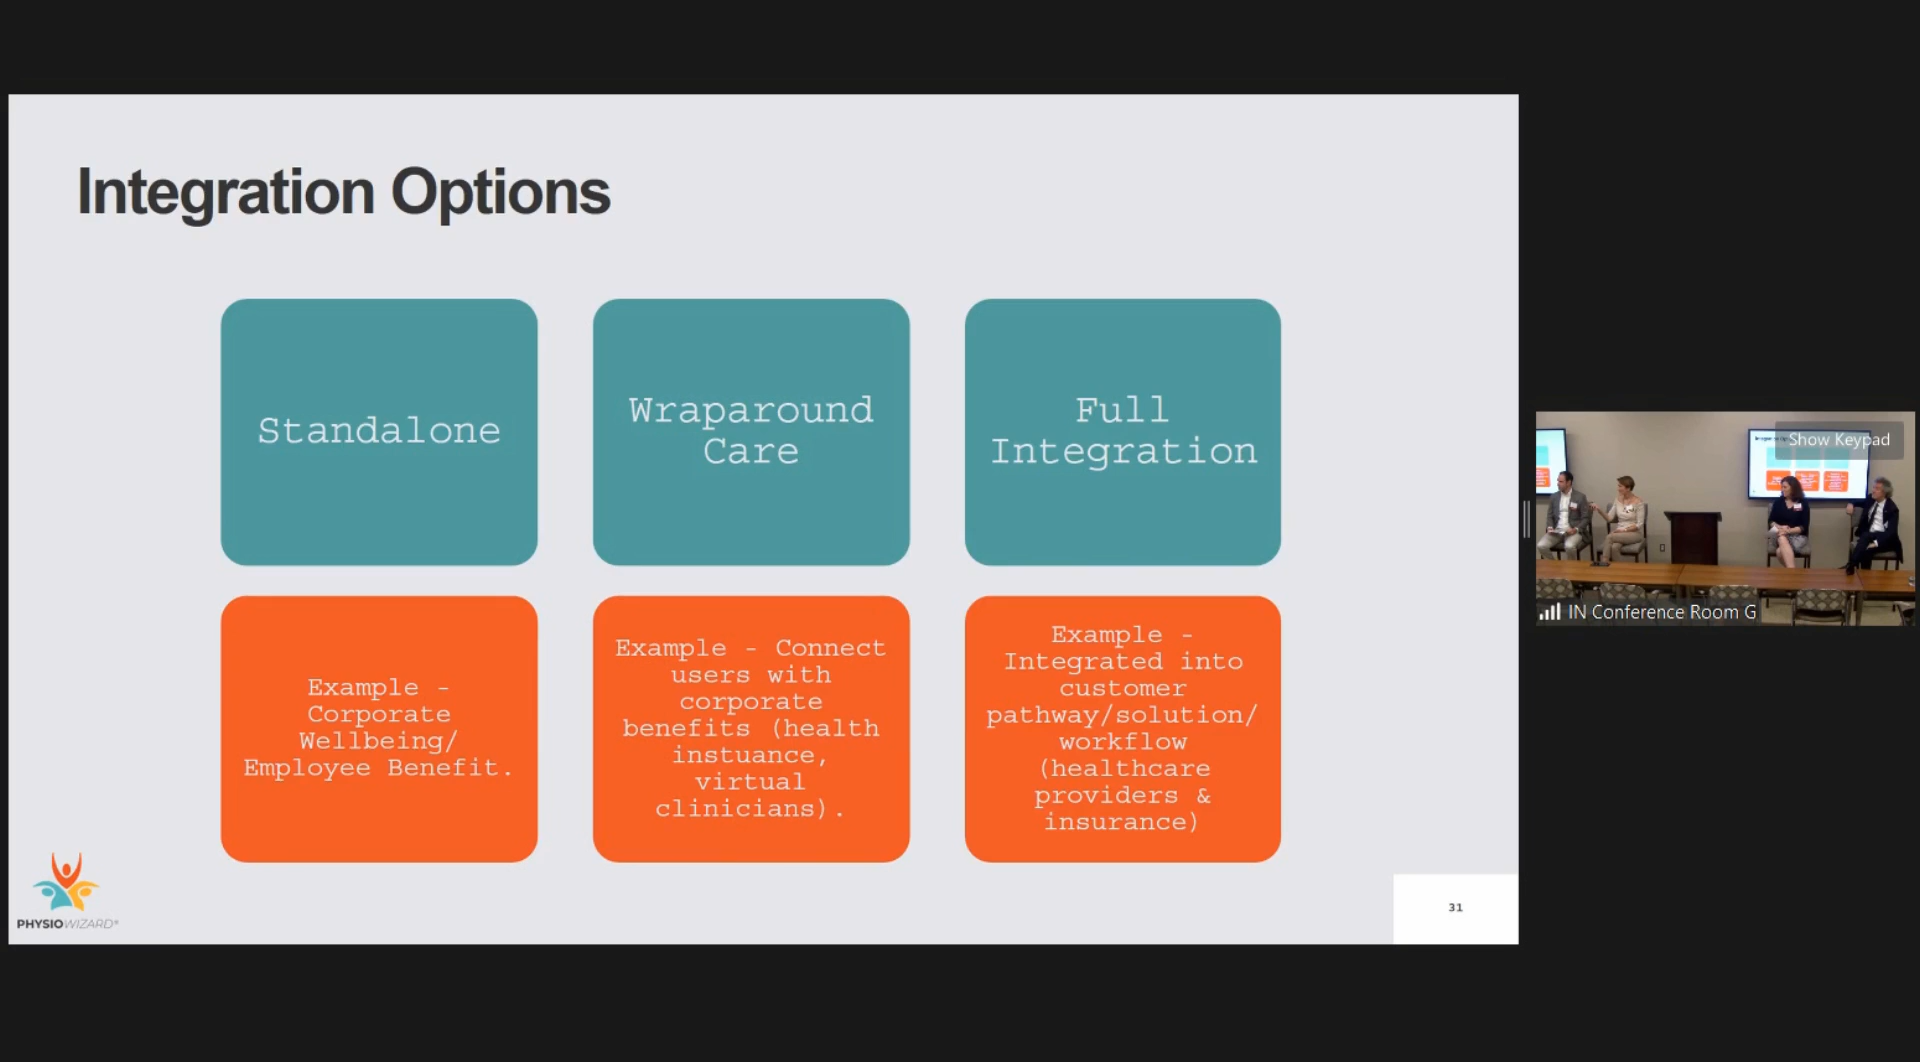 Integration Options
Standalone
Wraparound
Care
Full
Integration
Example -
Corporate
Wellbeing/
Employee Benefit.
Example - Connect
users with
corporate
benefits (health
instuance,
virtual
clinicians).
Example -
Integrated into
customer
pathway/solution/
workflow
(healthcare
providers &
insurance)
PHYSIOWIZARD®
31
Show Keypad
IN Conference Room G